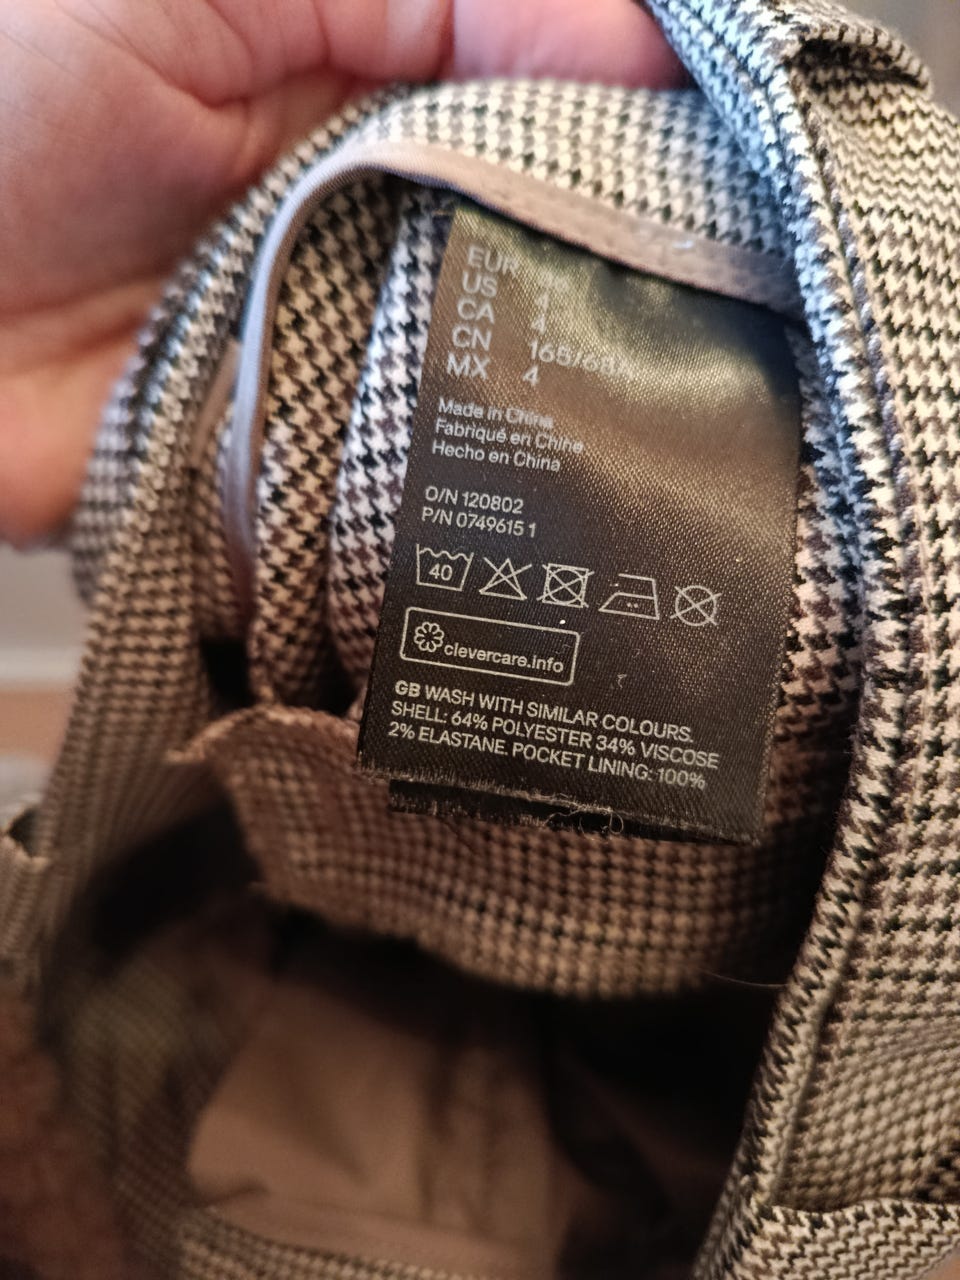 EUR
US 4
CA 4
CN 165/68A
MX 4
Made in China
Fabriqué en Chine
Hecho en China
O/N 120802
P/N 0749615 1
40
clevercare.info
GB WASH WITH SIMILAR COLOURS.
SHELL: 64% POLYESTER 34% VISCOSE
2% ELASTANE. POCKET LINING: 100%